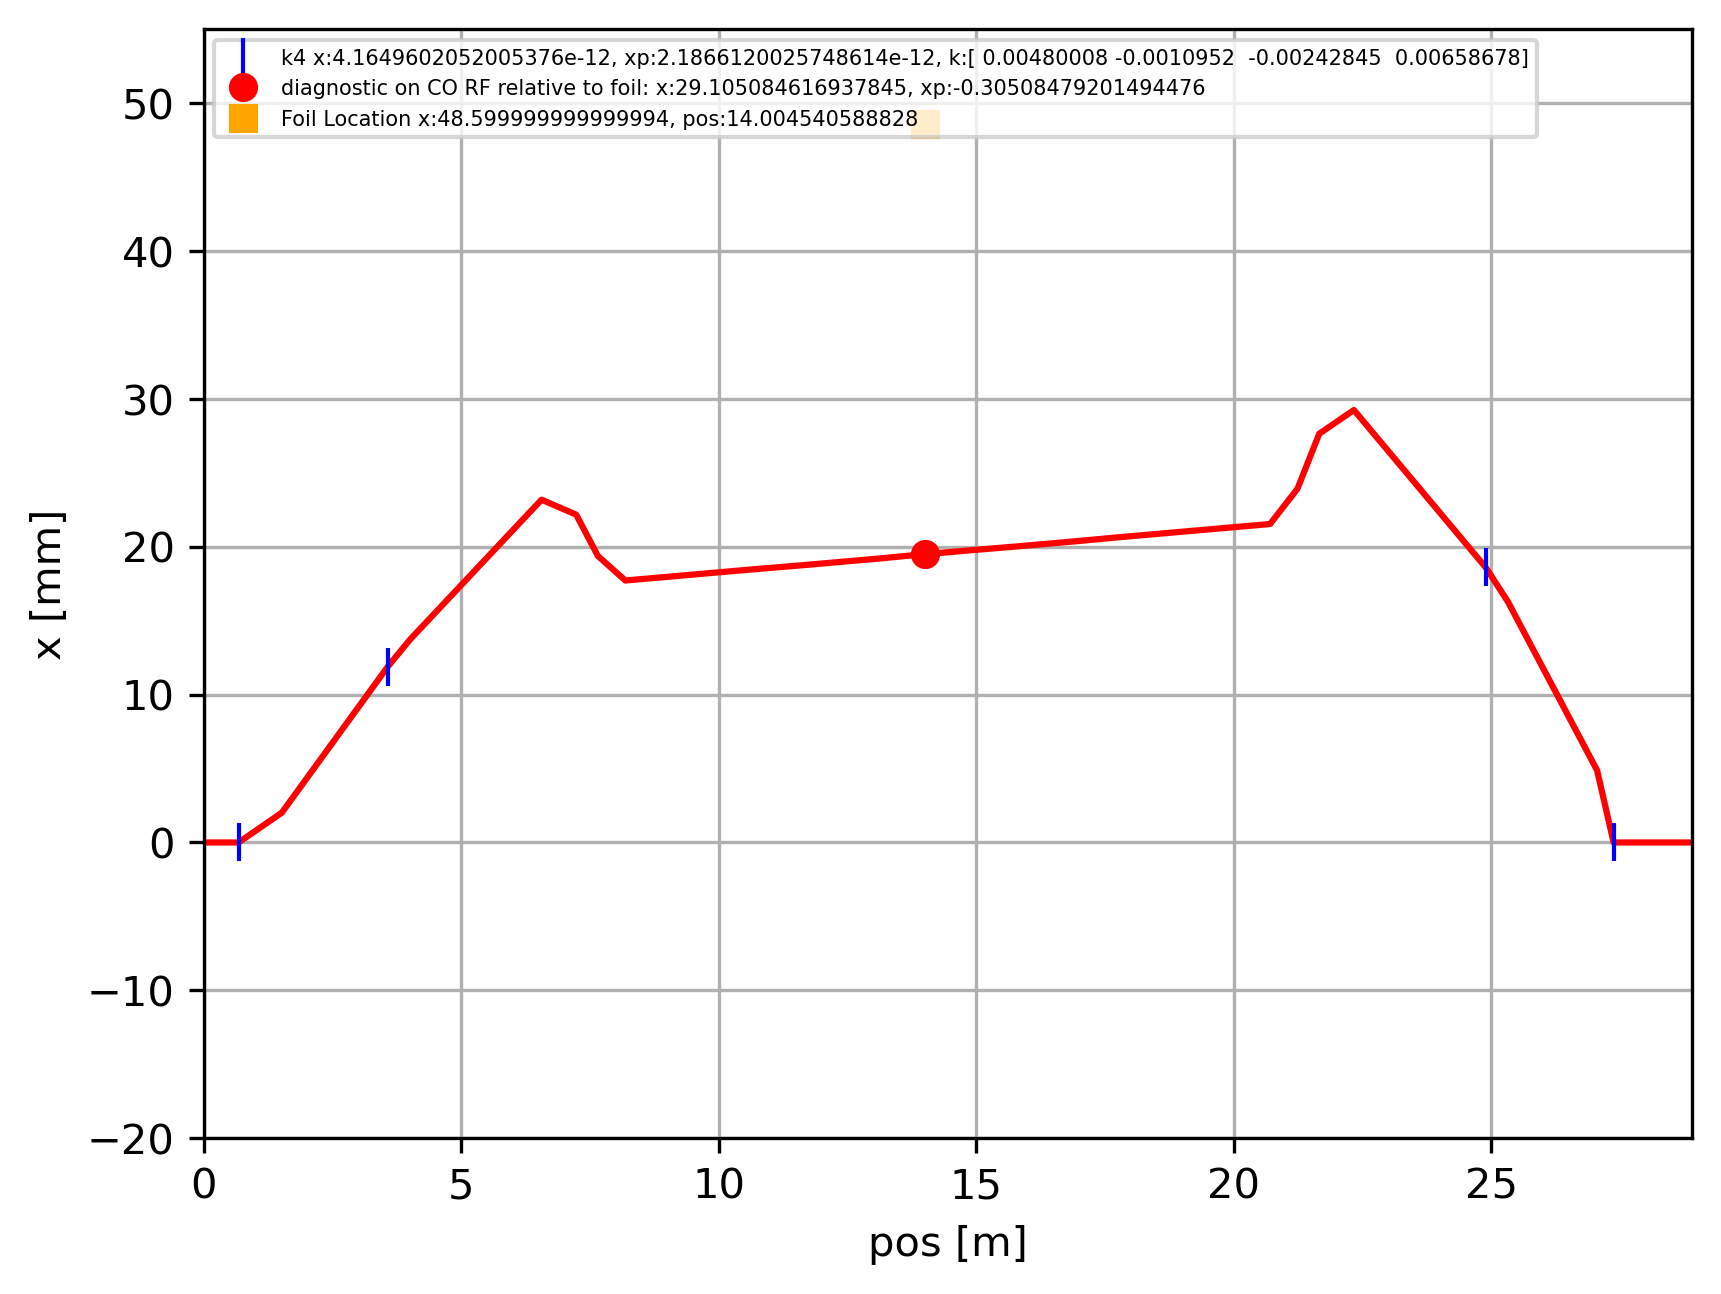 k4 x:4.1649602052005376e-12, xp:2.1866120025748614e-12, k:[ 0.00480008 -0.0010952  -0.00242845  0.00658678]
diagnostic on CO RF relative to foil: x:29.105084616937845, xp:-0.30508479201494476
Foil Location x:48.599999999999994, pos:14.004540588828
50
40
30
20
10
0
−10
−20
x [mm]
0 5 10 15 20 25
pos [m]